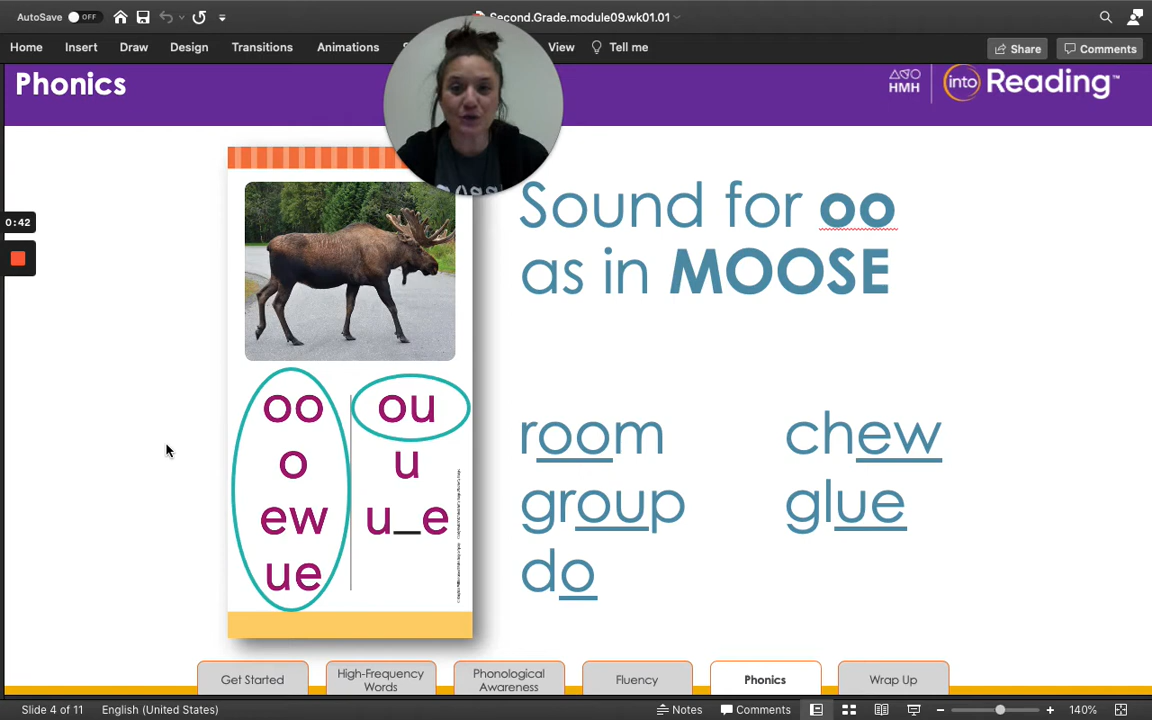 AutoSave OFF
Second.Grade.module09.wk01.01
Home Insert Draw Design Transitions Animations View Tell me
Share Comments
Phonics
HMH into Reading™
0:42
Sound for oo
as in MOOSE
oo ou
o u
ew u_e
ue
room chew
group glue
do
Get Started
High-Frequency Words
Phonological Awareness
Fluency
Phonics
Wrap Up
Slide 4 of 11 English (United States) Notes Comments 140%